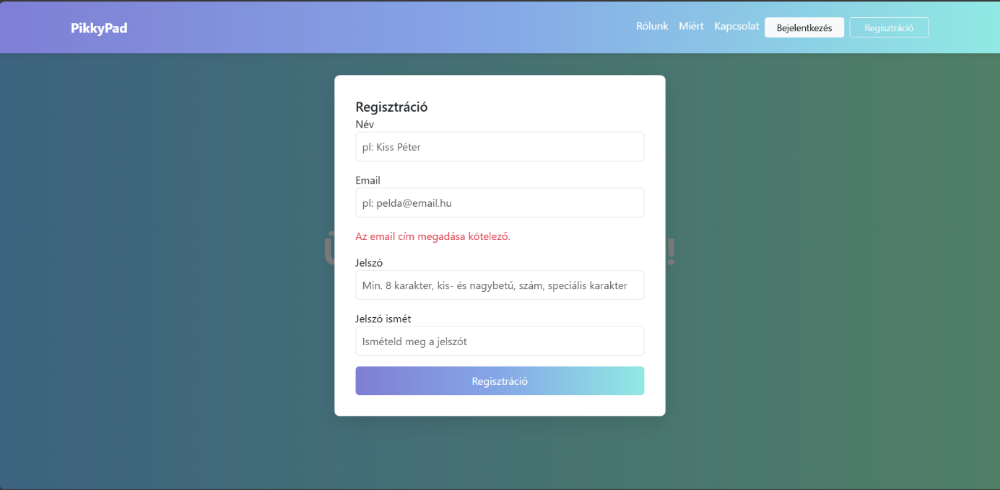 PikkyPad
Rólunk Miért Kapcsolat Bejelentkezés Regisztráció
Regisztráció
Név
pl: Kiss Péter
Email
pl: pelda@email.hu
Az email cím megadása kötelező.
Jelszó
Min. 8 karakter, kis- és nagybetű, szám, speciális karakter
Jelszó ismét
Ismételd meg a jelszót
Regisztráció